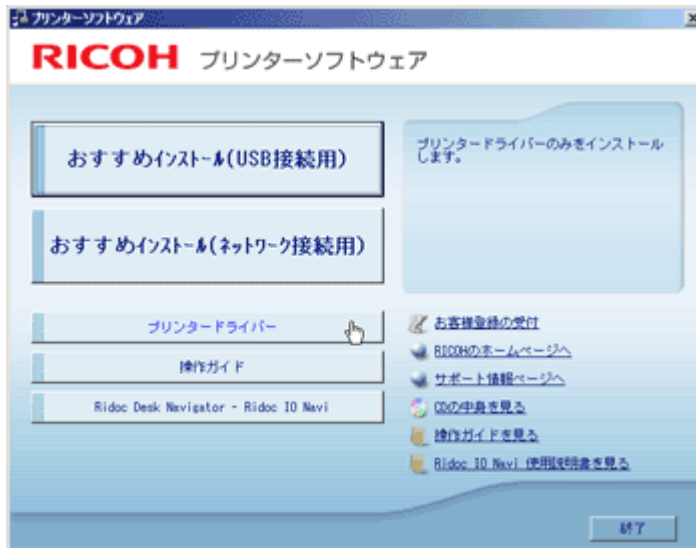 プリンターソフトウェア
RICOH プリンターソフトウェア
おすすめインストール(USB接続用)
おすすめインストール(ネットワーク接続用)
プリンタードライバー
操作ガイド
Ridoc Desk Navigator - Ridoc IO Navi
プリンタードライバーのみをインストール
します。
お客様登録の受付
RICOHのホームページへ
サポート情報ページへ
CDの中身を見る
操作ガイドを見る
Ridoc IO Navi 使用説明書を見る
終了